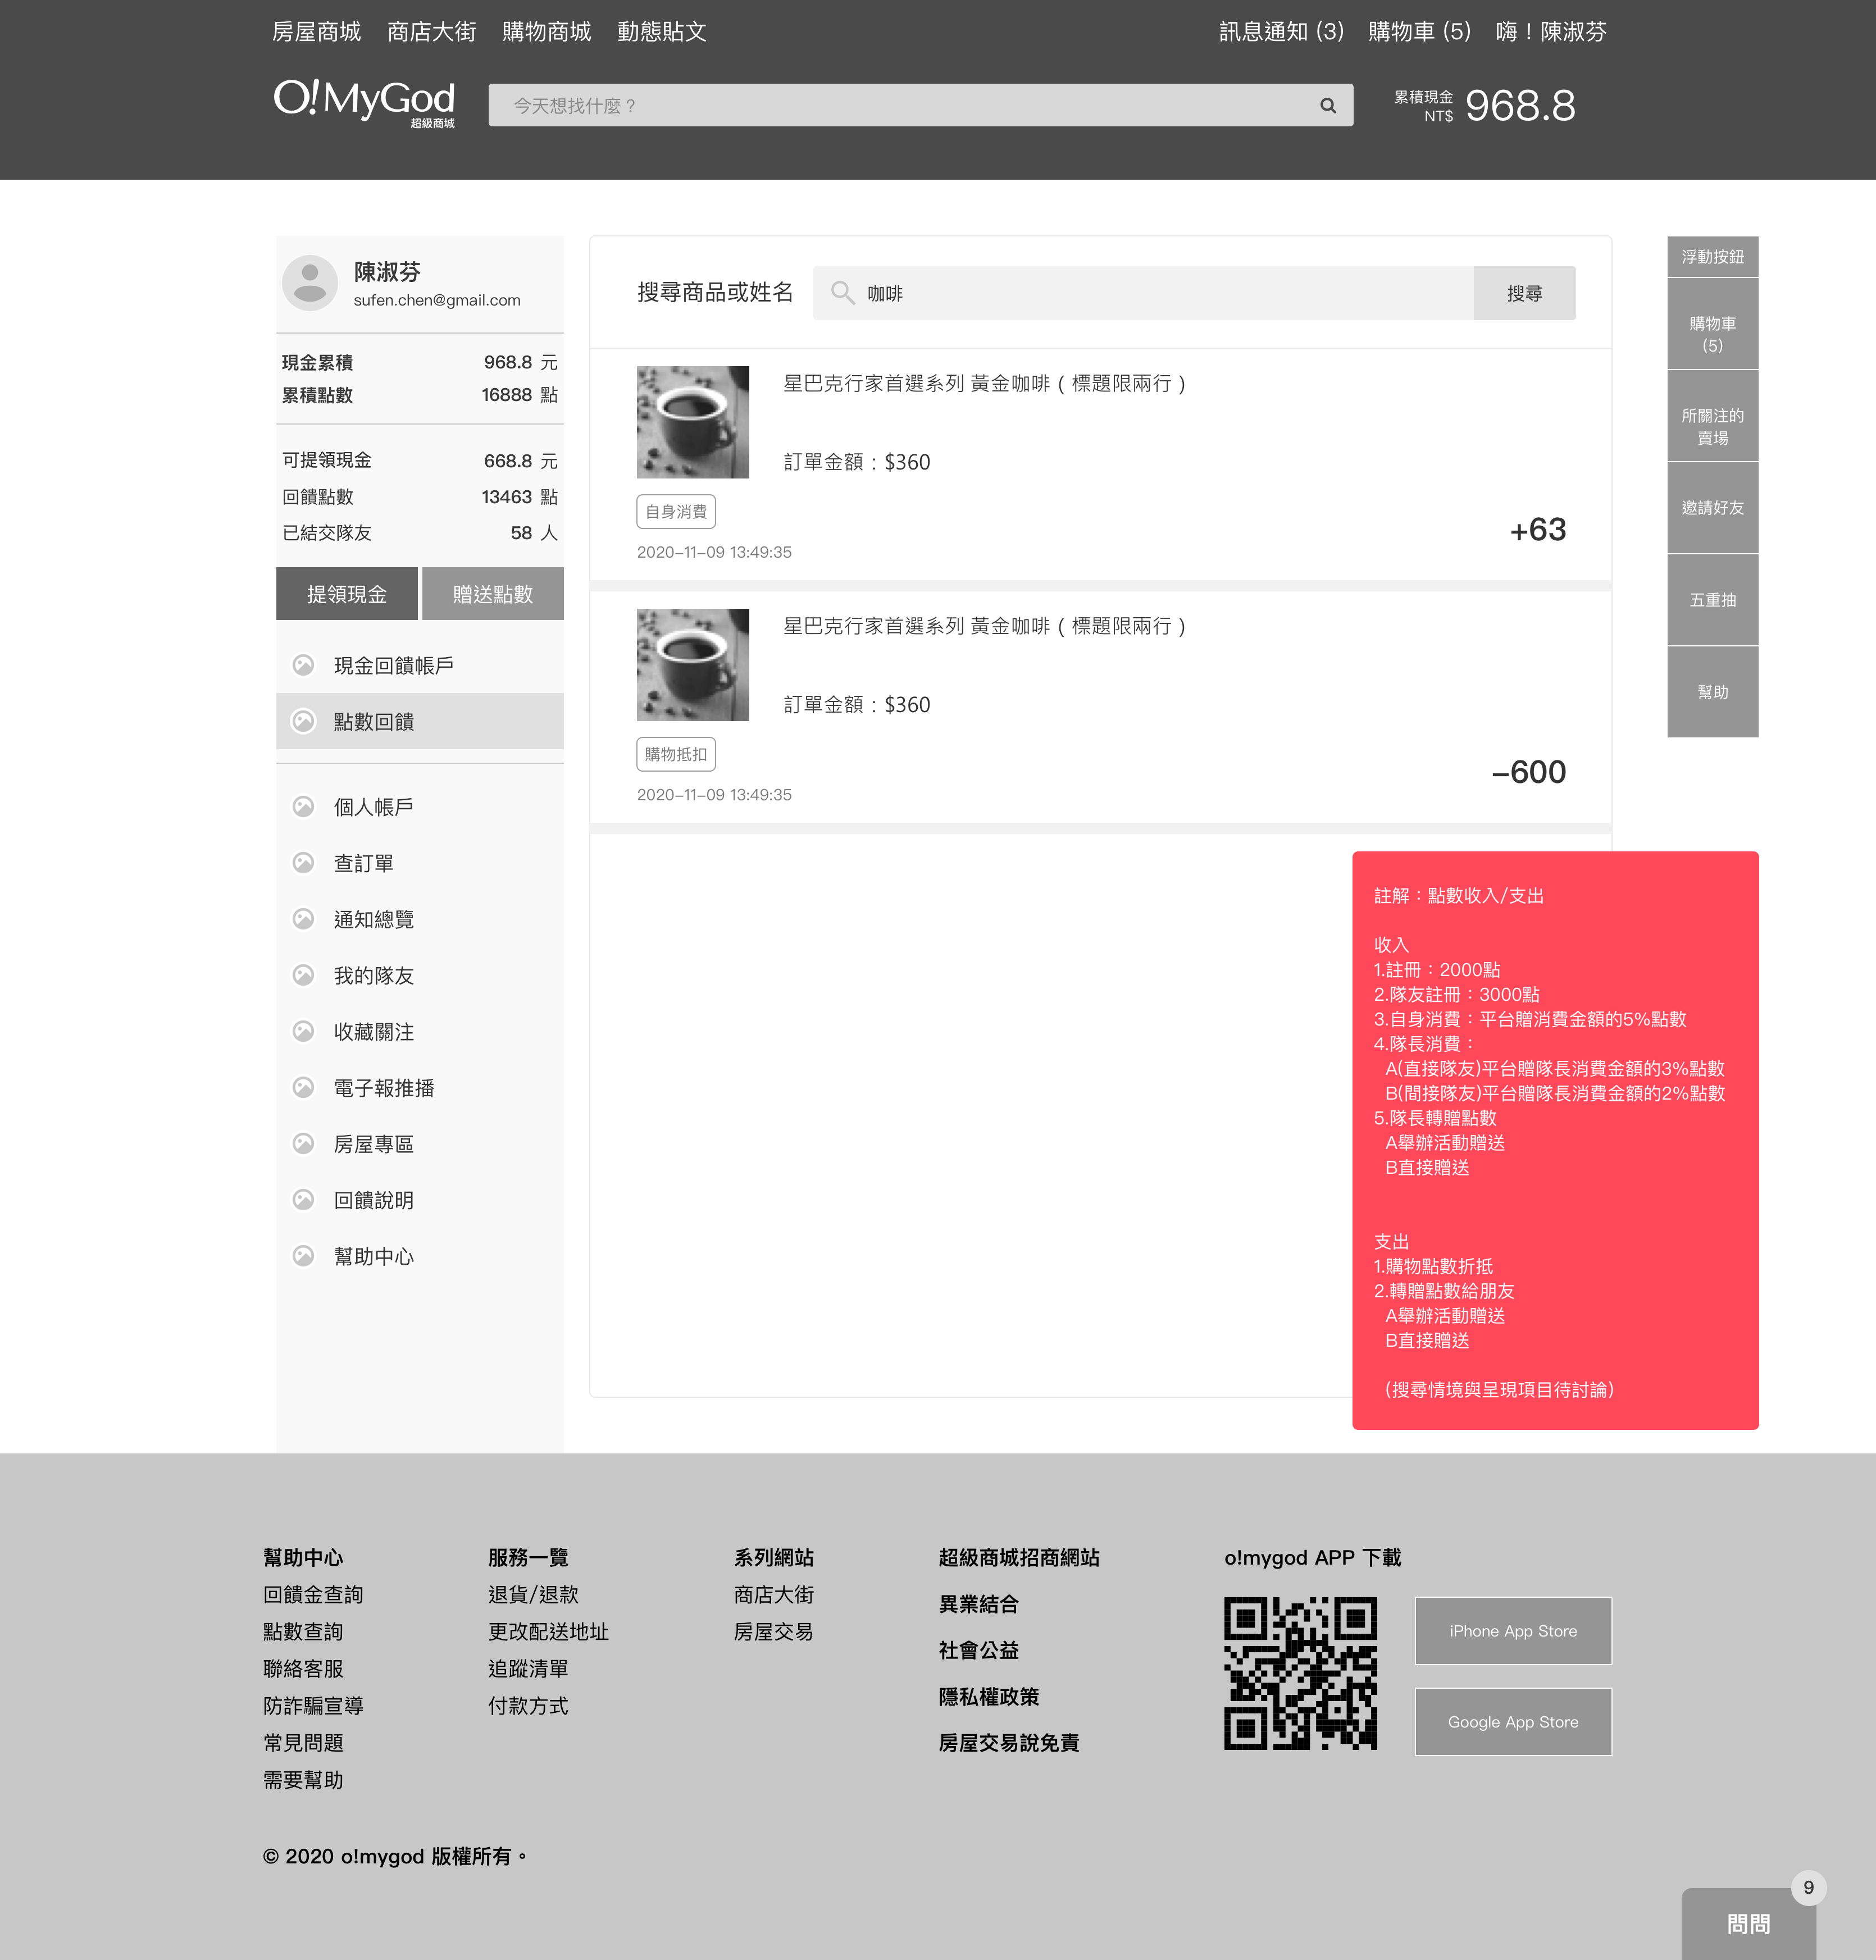 房屋商城 商店大街 購物商城 動態貼文 訊息通知 (3) 購物車 (5) 嗨！陳淑芬
O!MyGod
超級商城
今天想找什麼？
累積現金
NT$ 968.8
陳淑芬
sufen.chen@gmail.com
現金累積 968.8 元
累積點數 16888 點
可提領現金 668.8 元
回饋點數 13463 點
已結交隊友 58 人
提領現金 贈送點數
現金回饋帳戶
點數回饋
個人帳戶
查訂單
通知總覽
我的隊友
收藏關注
電子報推播
房屋專區
回饋說明
幫助中心
搜尋商品或姓名 咖啡 搜尋
星巴克行家首選系列 黃金咖啡（標題限兩行）
訂單金額：$360
自身消費
+63
2020-11-09 13:49:35
星巴克行家首選系列 黃金咖啡（標題限兩行）
訂單金額：$360
購物抵扣
-600
2020-11-09 13:49:35
浮動按鈕
購物車
(5)
所關注的
賣場
邀請好友
五重抽
幫助
註解：點數收入/支出
收入
1.註冊：2000點
2.隊友註冊：3000點
3.自身消費：平台贈消費金額的5%點數
4.隊長消費：
A(直接隊友)平台贈隊長消費金額的3%點數
B(間接隊友)平台贈隊長消費金額的2%點數
5.隊長轉贈點數
A舉辦活動贈送
B直接贈送
支出
1.購物點數折抵
2.轉贈點數給朋友
A舉辦活動贈送
B直接贈送
（搜尋情境與呈現項目待討論）
幫助中心
回饋金查詢
點數查詢
聯絡客服
防詐騙宣導
常見問題
需要幫助
服務一覽
退貨/退款
更改配送地址
追蹤清單
付款方式
系列網站
商店大街
房屋交易
超級商城招商網站
異業結合
社會公益
隱私權政策
房屋交易說免責
o!mygod APP 下載
iPhone App Store
Google App Store
© 2020 o!mygod 版權所有。
9
問問